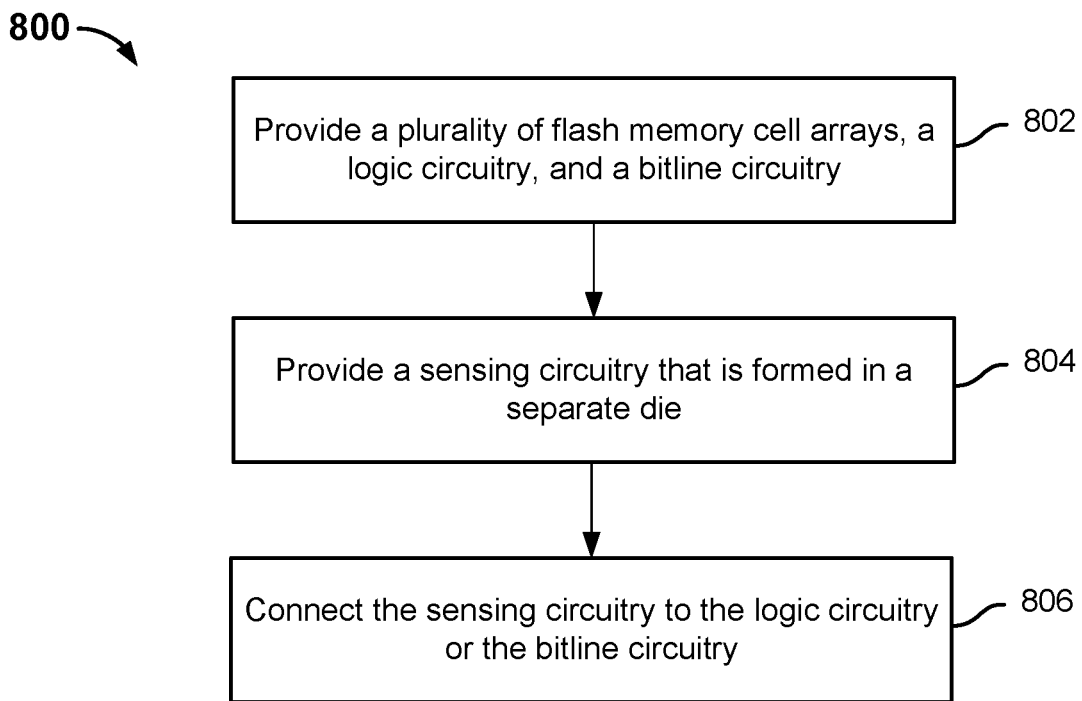 800
Provide a plurality of flash memory cell arrays, a
logic circuitry, and a bitline circuitry
802
Provide a sensing circuitry that is formed in a
separate die
804
Connect the sensing circuitry to the logic circuitry
or the bitline circuitry
806